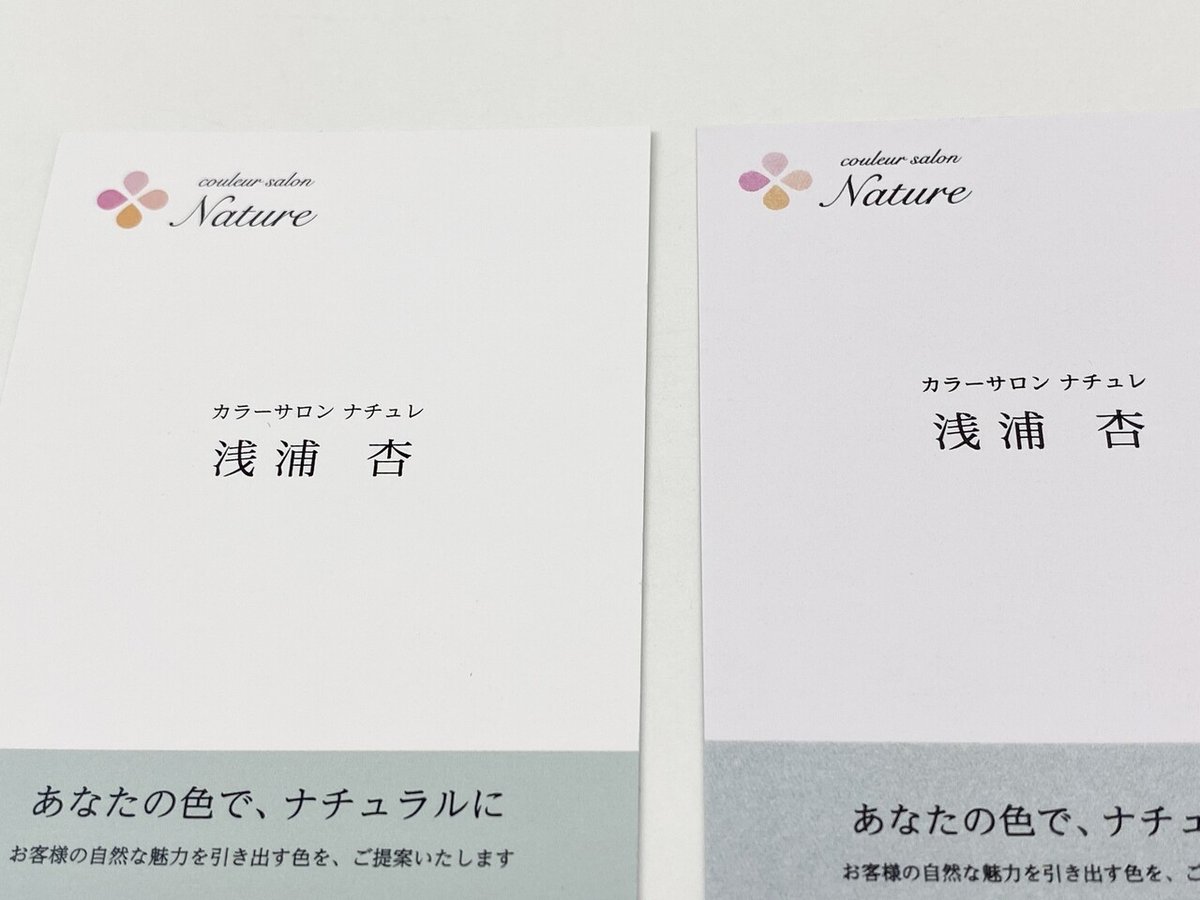 couleur salon
Nature
カラーサロン ナチュレ
浅浦 杏
あなたの色で、ナチュラルに
お客様の自然な魅力を引き出す色を、ご提案いたします
couleur salon
Nature
カラーサロン ナチュレ
浅浦 杏
あなたの色で、ナチュ
お客様の自然な魅力を引き出す色を、ご